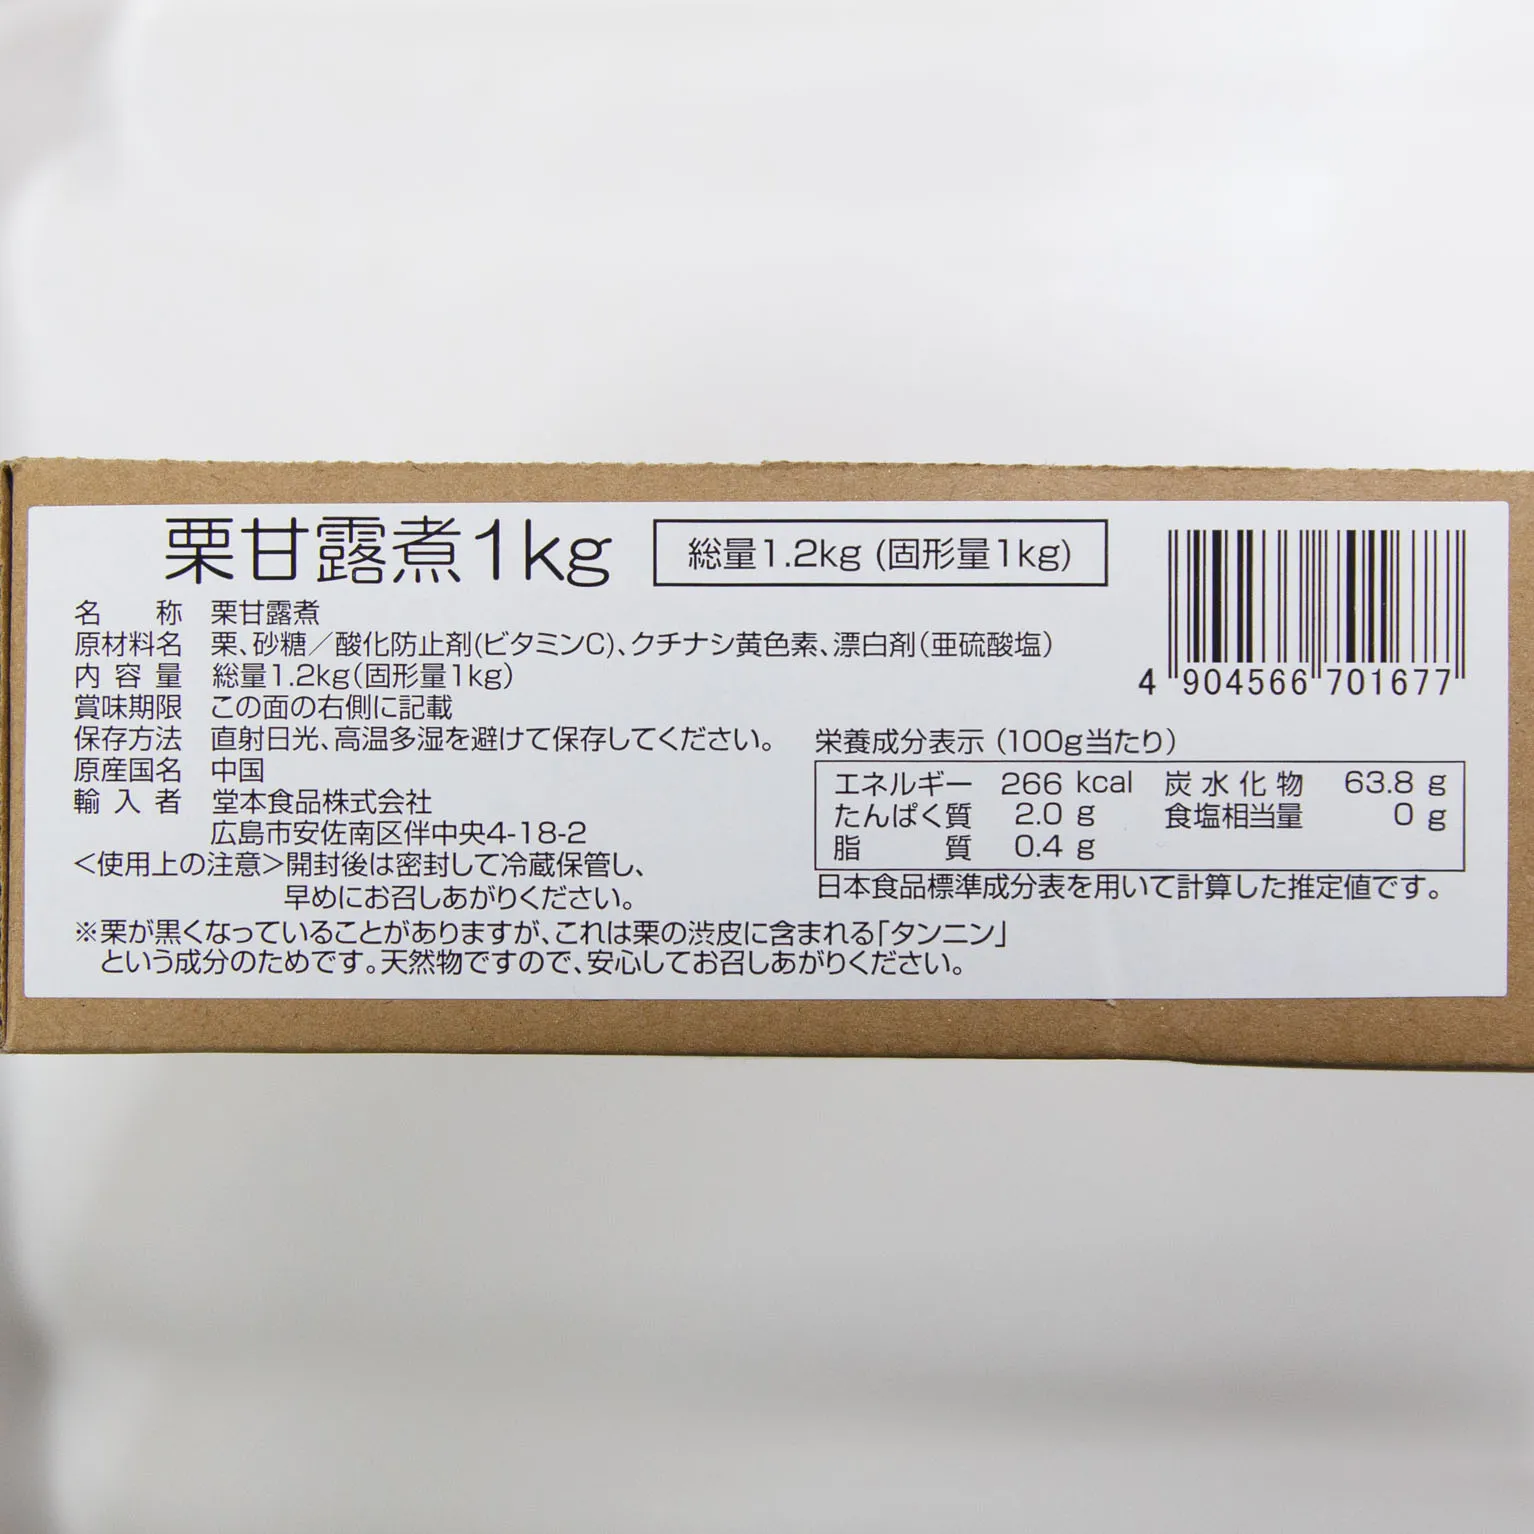 栗甘露煮1kg
総量1.2kg (固形量1kg)
名称 栗甘露煮
原材料名 栗、砂糖／酸化防止剤(ビタミンC)、クチナシ黄色素、漂白剤(亜硫酸塩)
内容量 総量1.2kg(固形量1kg)
賞味期限 この面の右側に記載
保存方法 直射日光、高温多湿を避けて保存してください。
原産国名 中国
輸入者 堂本食品株式会社
広島市安佐南区伴中央4-18-2
＜使用上の注意＞開封後は密封して冷蔵保管し、
早めにお召しあがりください。
※栗が黒くなっていることがありますが、これは栗の渋皮に含まれる「タンニン」
という成分のためです。天然物ですので、安心してお召しあがりください。
4 904566 701677
栄養成分表示 (100g当たり)
エネルギー 266 kcal 炭水化物 63.8 g
たんぱく質 2.0 g 食塩相当量 0 g
脂質 0.4 g
日本食品標準成分表を用いて計算した推定値です。